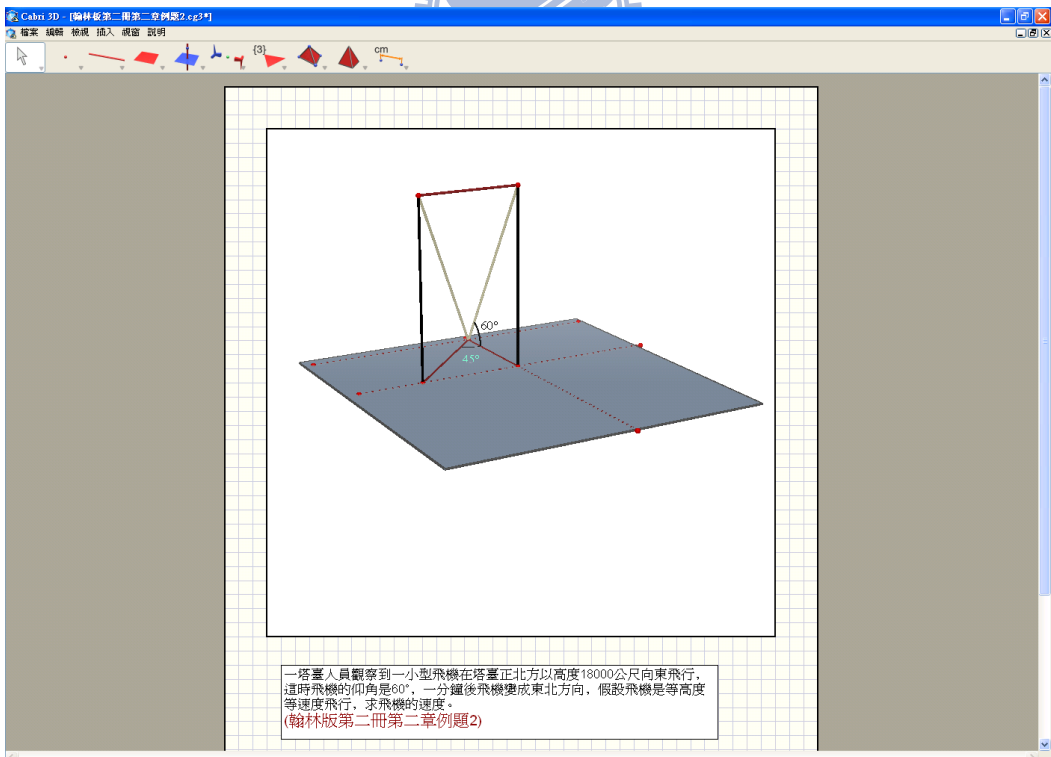 Cabri 3D - [翰林板第二冊第二章例題2.cg3*]
檔案 編輯 檢視 插入 視窗 說明
{3}
cm
60°
45°
一塔臺人員觀察到一小型飛機在塔臺正北方以高度18000公尺向東飛行，
這時飛機的仰角是60°，一分鐘後飛機變成東北方向，假設飛機是等高度
等速度飛行，求飛機的速度。
(翰林版第二冊第二章例題2)